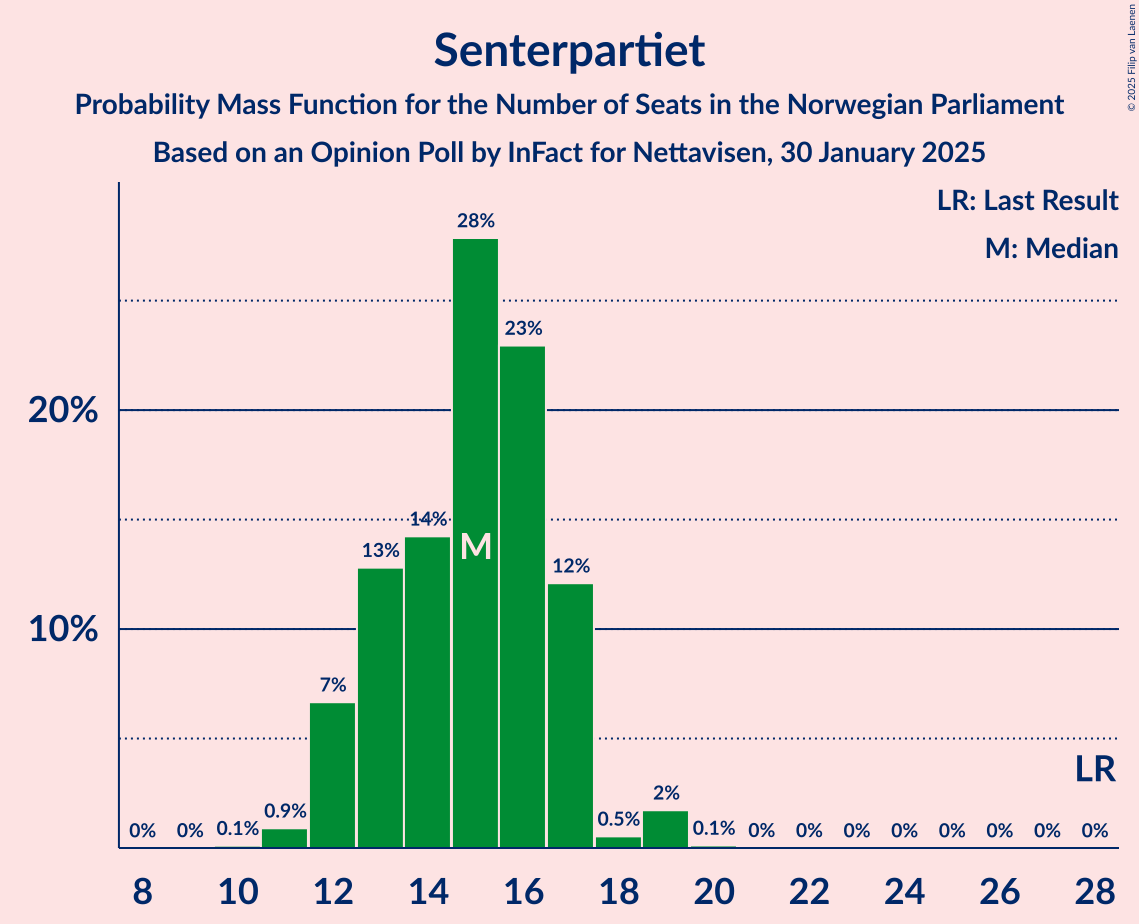 © 2025 Filip van Laenen
Senterpartiet
Probability Mass Function for the Number of Seats in the Norwegian Parliament
Based on an Opinion Poll by InFact for Nettavisen, 30 January 2025
LR: Last Result
M: Median
28%
23%
20%
14%
M
13%
12%
10%
7%
LR
2%
0% 0% 0.1% 0.9% 0.5% 0.1% 0% 0% 0% 0% 0% 0% 0% 0%
8 10 12 14 16 18 20 22 24 26 28